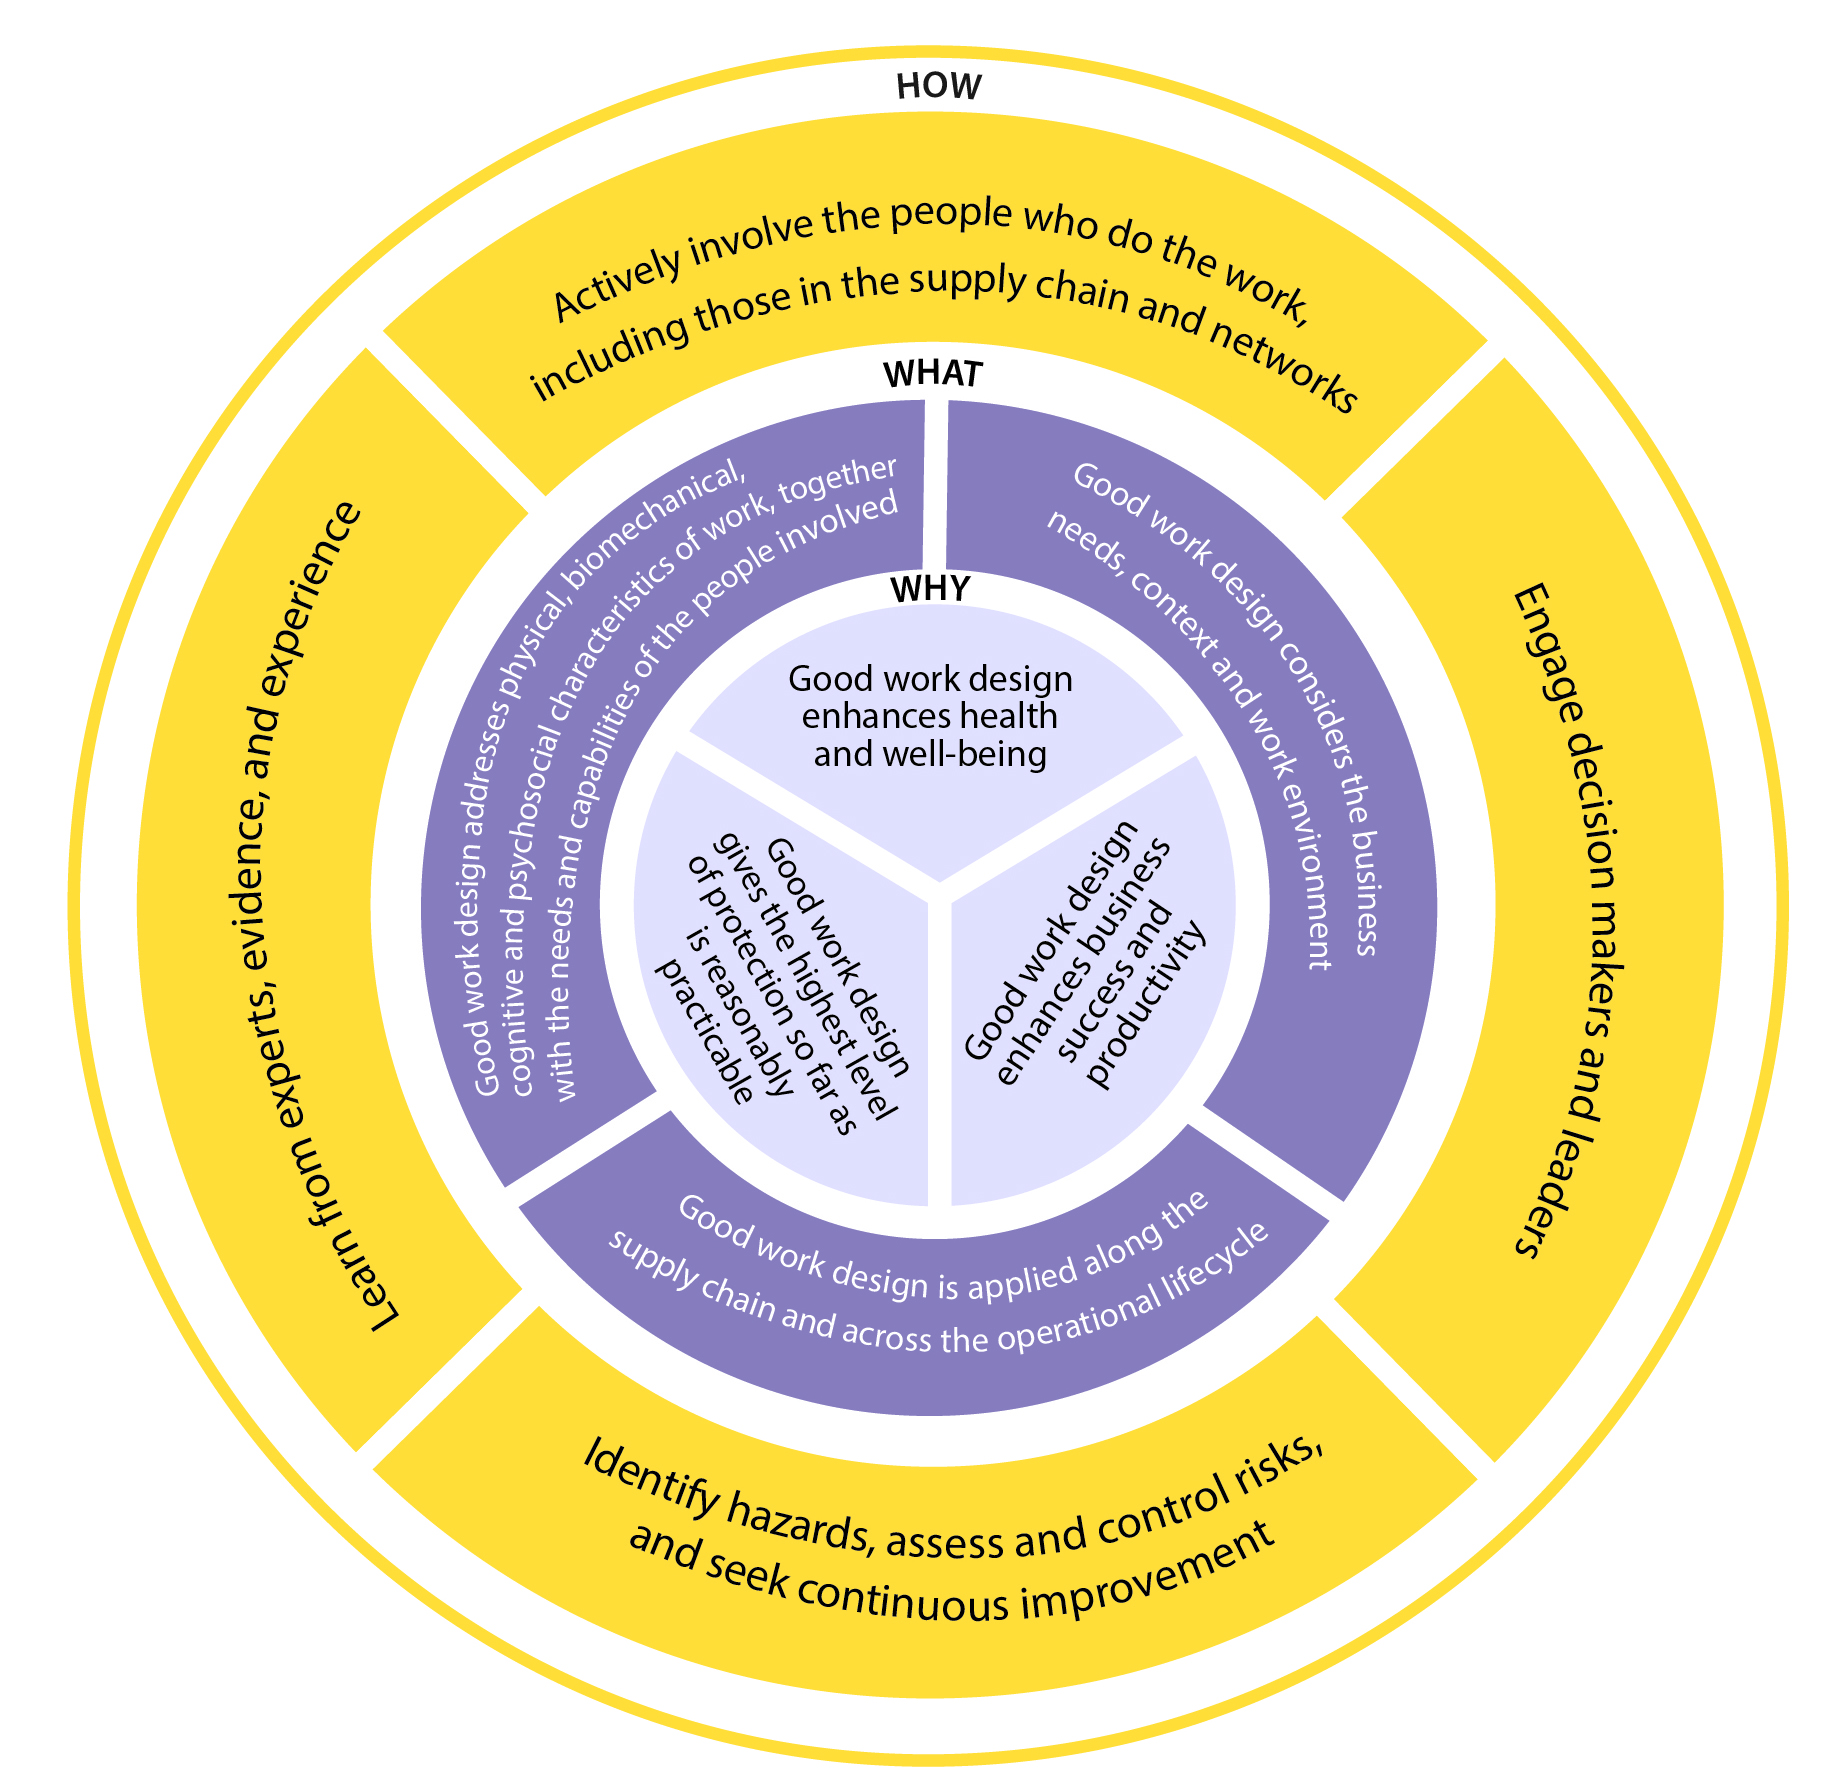 HOW
Actively involve the people who do the work,
including those in the supply chain and networks
Engage decision makers and leaders
Identify hazards, assess and control risks,
and seek continuous improvement
Learn from experts, evidence, and experience
WHAT
Good work design considers the business
needs, context and work environment
Good work design is applied along the
supply chain and across the operational lifecycle
Good work design addresses physical, biomechanical,
cognitive and psychosocial characteristics of work, together
with the needs and capabilities of the people involved
WHY
Good work design
enhances health
and well-being
Good work design
enhances business
success and
productivity
Good work design
gives the highest level
of protection so far as
is reasonably
practicable